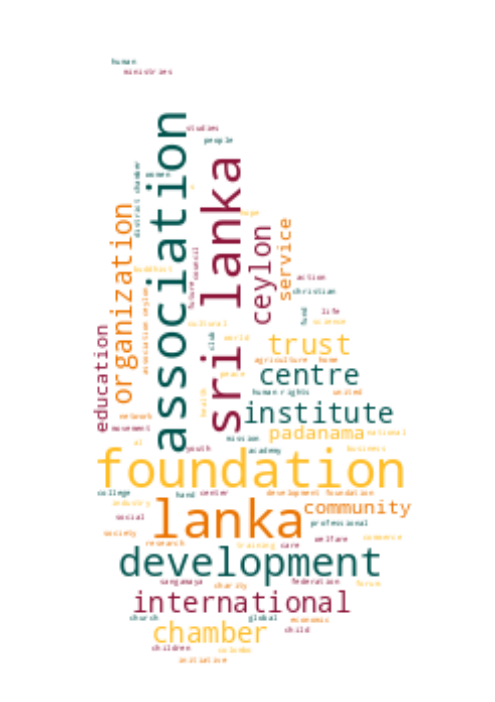 human
ministries
association
studies
people
sri lanka
women
district chamber
organization
hope
ceylon
service
buddhist
council
future
action
christian
association ceylon
fund
life
science
cultural
education
club
world
trust
agriculture
home
peace
centre
human rights
united
health
institute
network
movement
mission
padanama
national
al
youth
academy
business
foundation
college
hand
center
development foundation
industry
lanka
community
social
professional
society
welfare
commerce
research
training
care
development
sangamaya
charity
federation
forum
international
church
global
economic
chamber
child
children
colombo
initiative